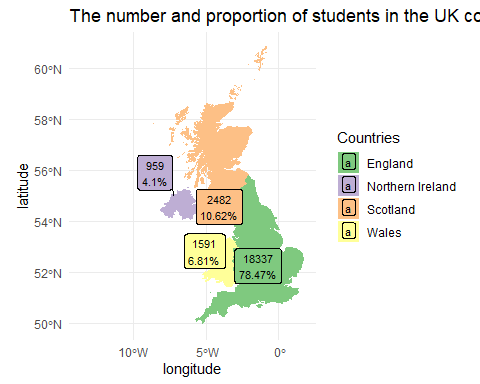 The number and proportion of students in the UK co
60°N
58°N
56°N
54°N
52°N
50°N
latitude
959
4.1%
2482
10.62%
1591
6.81%
18337
78.47%
10°W
5°W
0°
longitude
Countries
a England
a Northern Ireland
a Scotland
a Wales